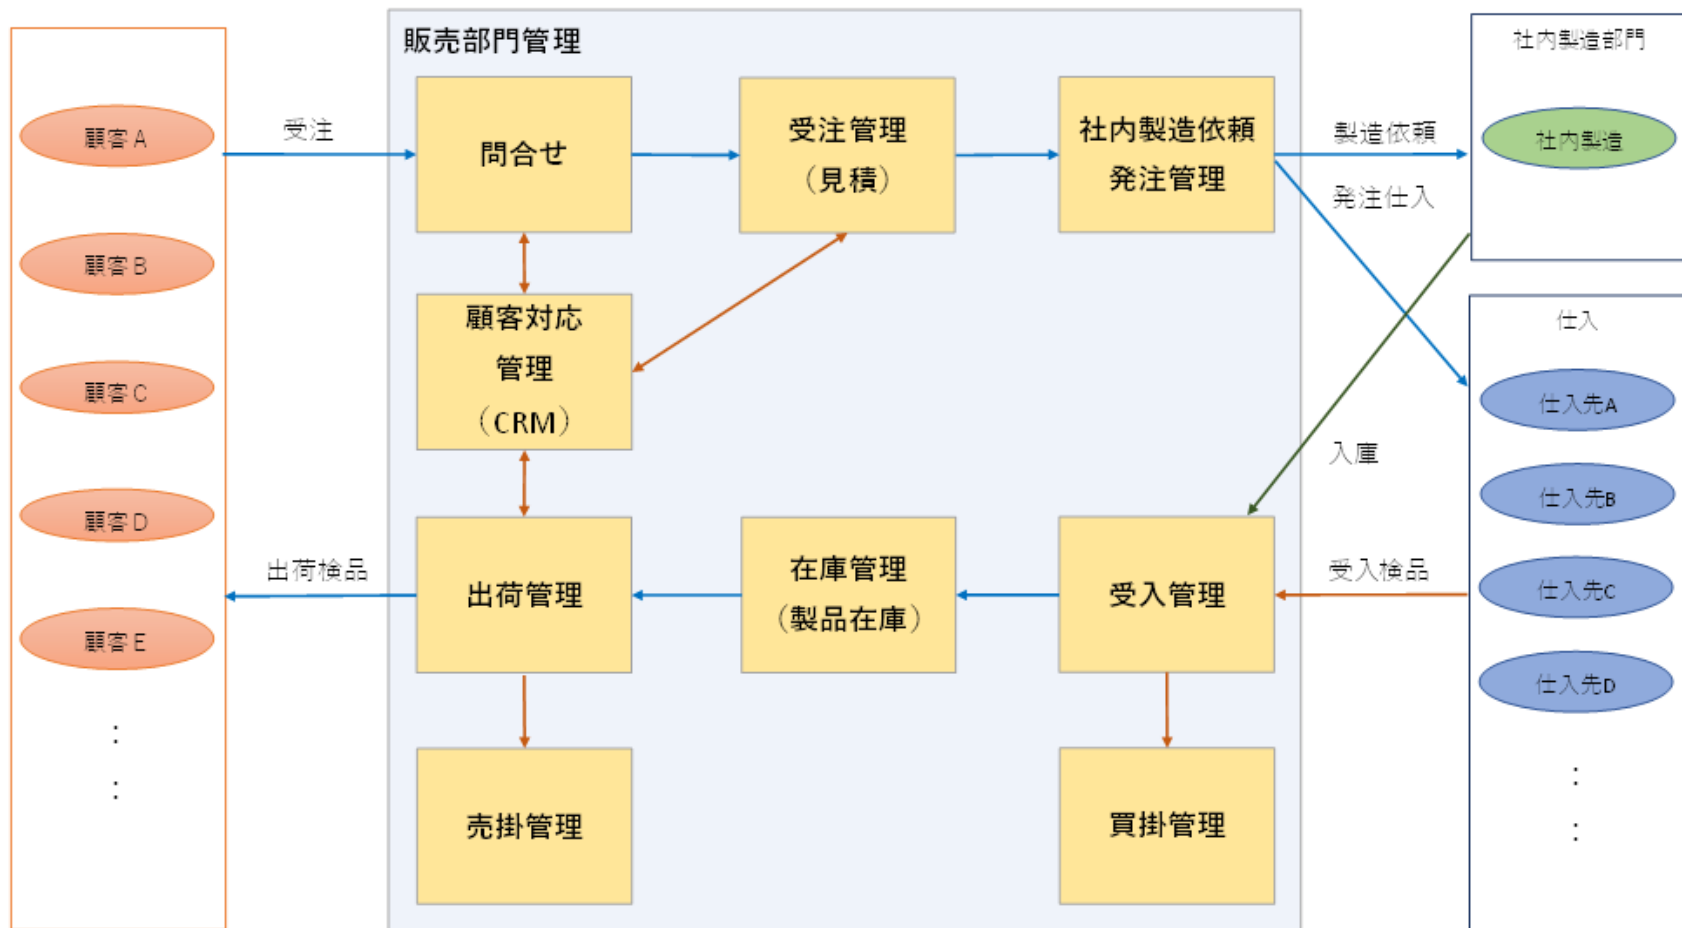 販売部門管理
社内製造部門
顧客A
受注
問合せ
受注管理
（見積）
社内製造依頼
発注管理
製造依頼
発注仕入
社内製造
顧客B
顧客対応
管理
（CRM）
仕入
顧客C
仕入先A
入庫
仕入先B
顧客D
出荷検品
出荷管理
在庫管理
（製品在庫）
受入管理
受入検品
仕入先C
顧客E
仕入先D
：
：
売掛管理
買掛管理
：
：